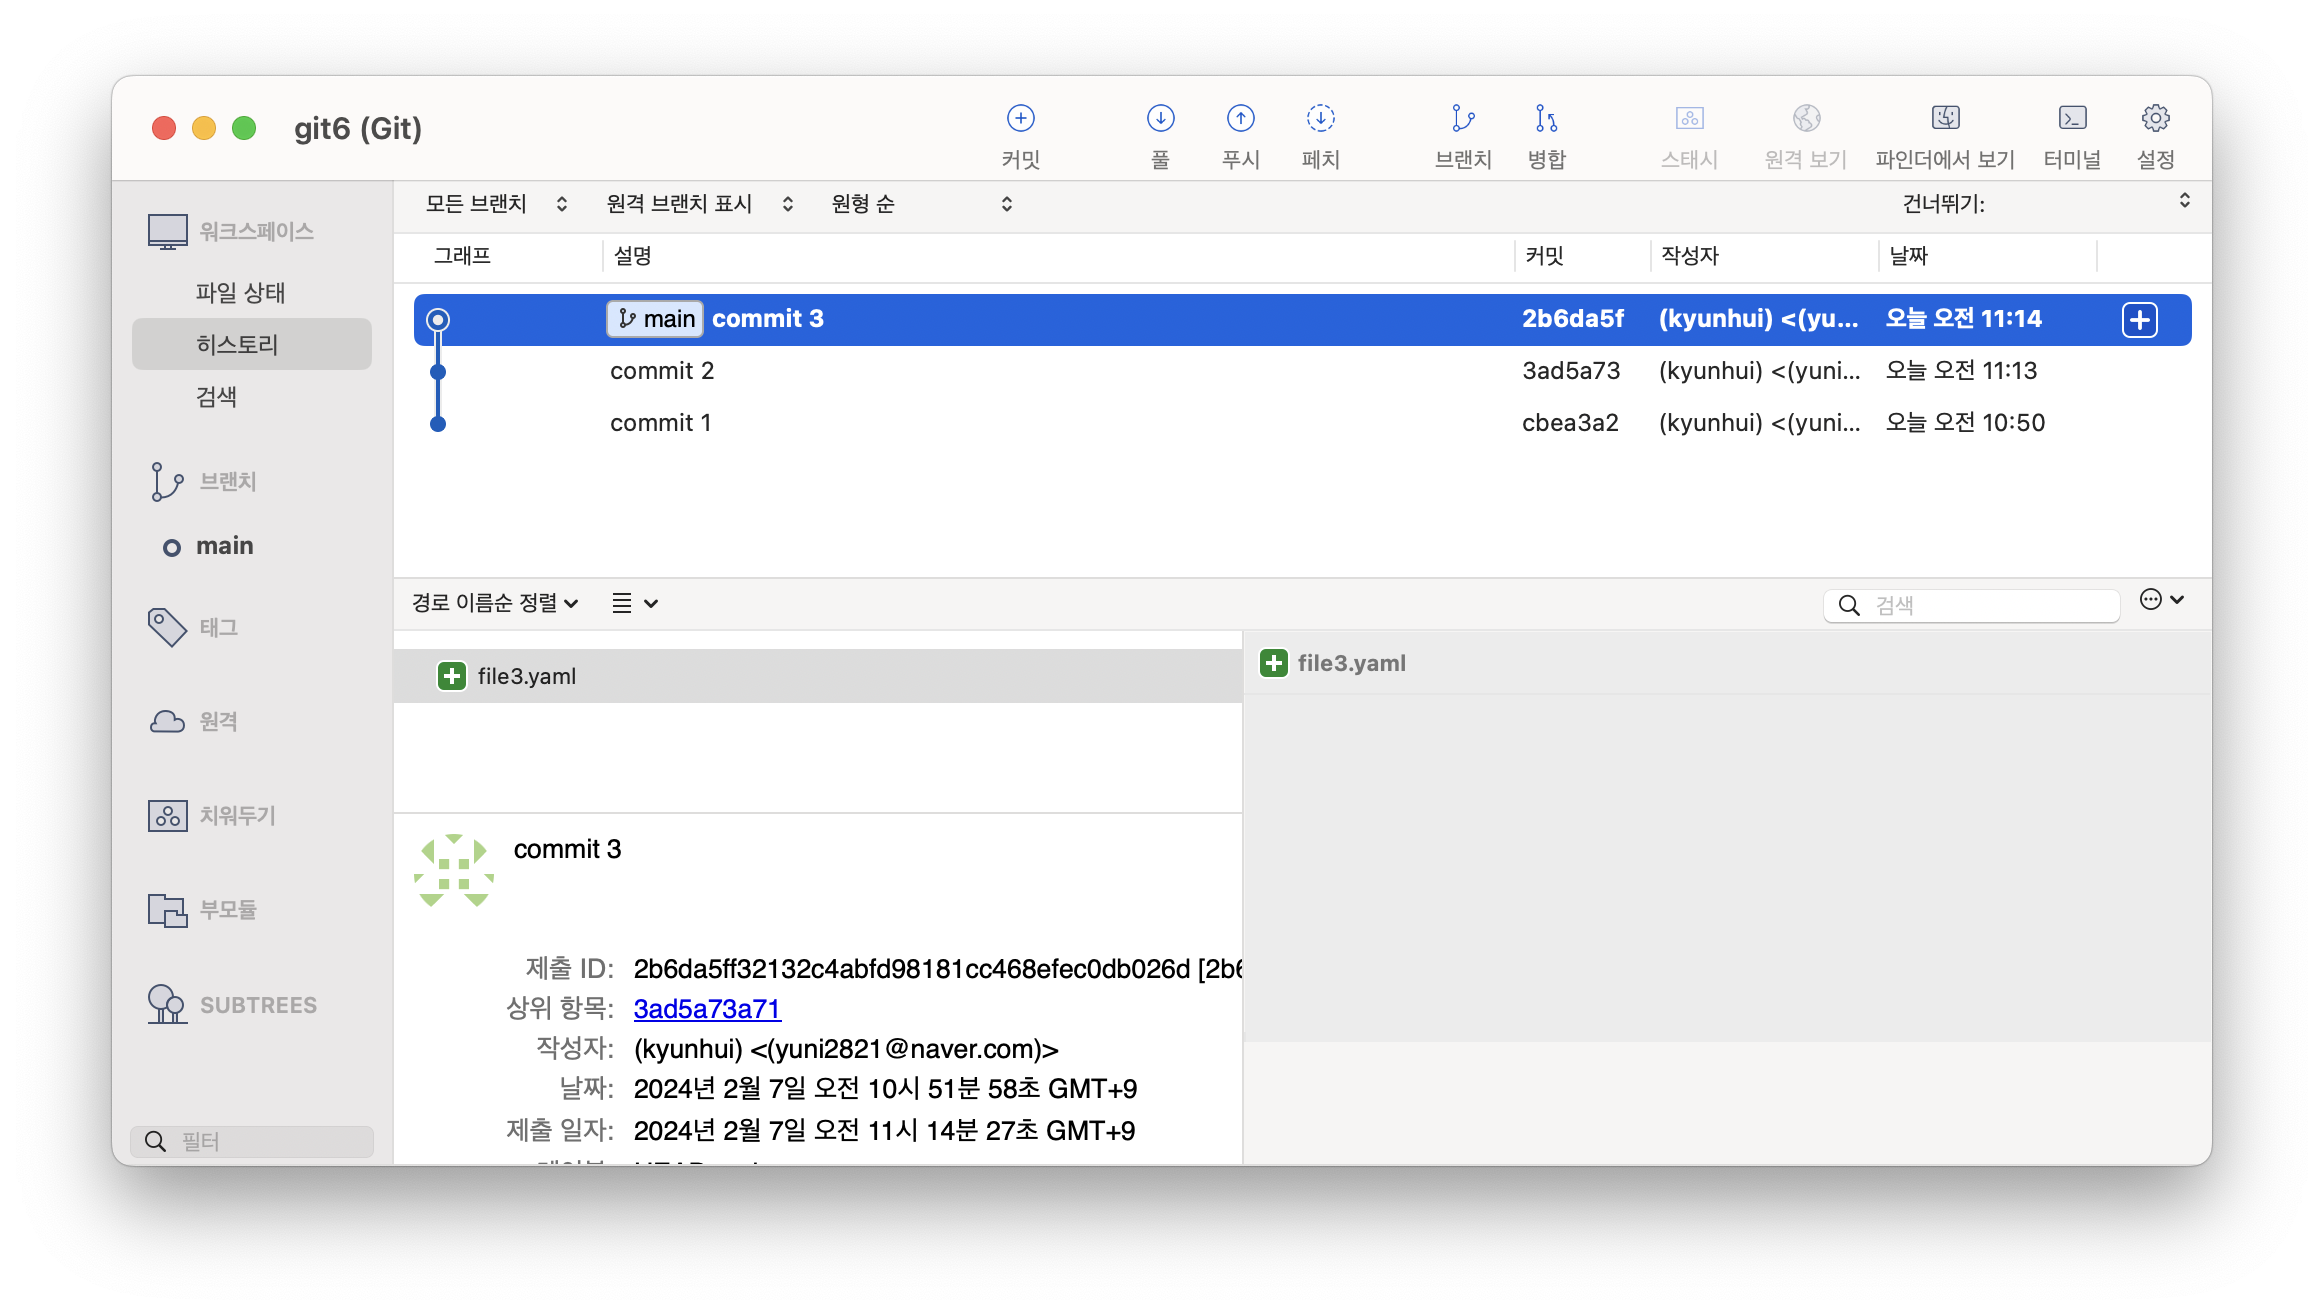 git6 (Git)
커밋
풀
푸시
페치
브랜치
병합
스태시
원격 보기
파인더에서 보기
터미널
설정
워크스페이스
파일 상태
히스토리
검색
브랜치
main
태그
원격
치워두기
부모듈
SUBTREES
필터
모든 브랜치
원격 브랜치 표시
원형 순
건너뛰기:
그래프 설명 커밋 작성자 날짜
main commit 3 2b6da5f (kyunhui) <(yu... 오늘 오전 11:14
commit 2 3ad5a73 (kyunhui) <(yuni... 오늘 오전 11:13
commit 1 cbea3a2 (kyunhui) <(yuni... 오늘 오전 10:50
경로 이름순 정렬
검색
file3.yaml
file3.yaml
commit 3
제출 ID: 2b6da5ff32132c4abfd98181cc468efec0db026d [2b6
상위 항목: 3ad5a73a71
작성자: (kyunhui) <(yuni2821@naver.com)>
날짜: 2024년 2월 7일 오전 10시 51분 58초 GMT+9
제출 일자: 2024년 2월 7일 오전 11시 14분 27초 GMT+9